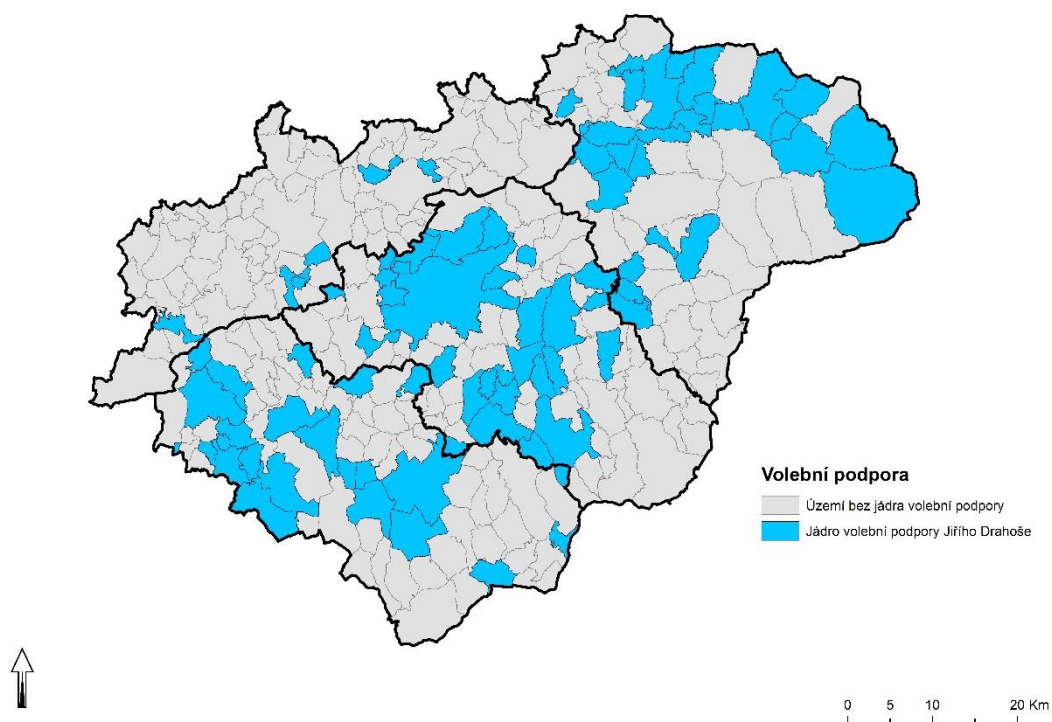 Volební podpora
Území bez jádra volební podpory
Jádro volební podpory Jiřího Drahoše
0 5 10 20 Km